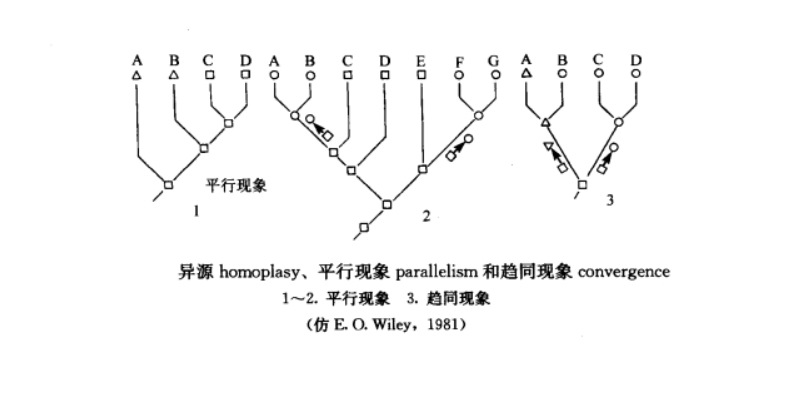 A B C D A B C D E F G A B C D
平行现象
1 2 3
异源 homoplasy、平行现象 parallelism 和趋同现象 convergence
1～2. 平行现象 3. 趋同现象
(仿 E. O. Wiley，1981)